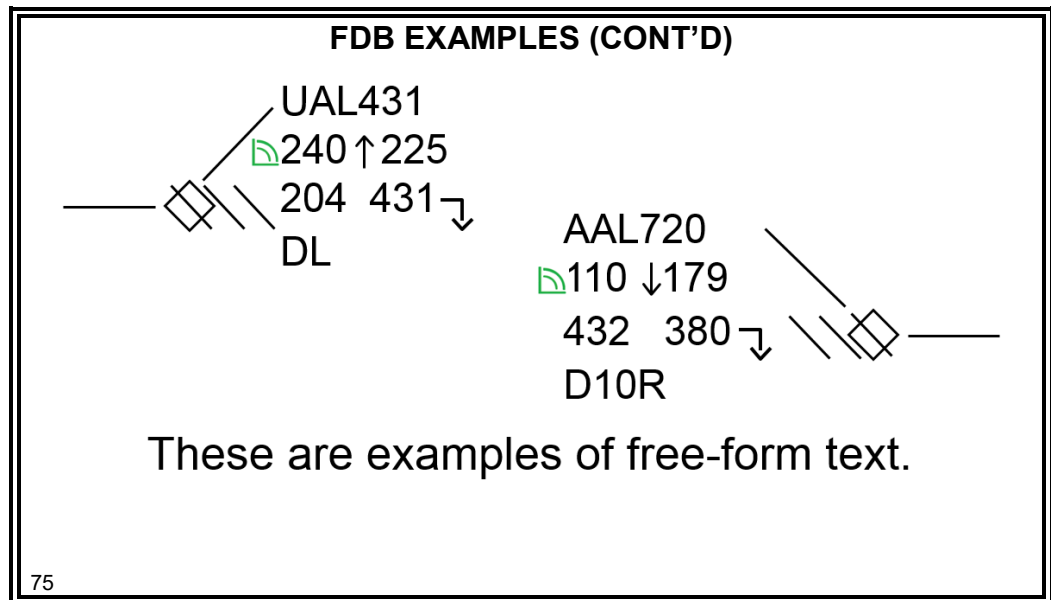 FDB EXAMPLES (CONT’D)
UAL431
240↑225
204 431
DL
AAL720
110 ↓179
432 380
D10R
These are examples of free-form text.
75